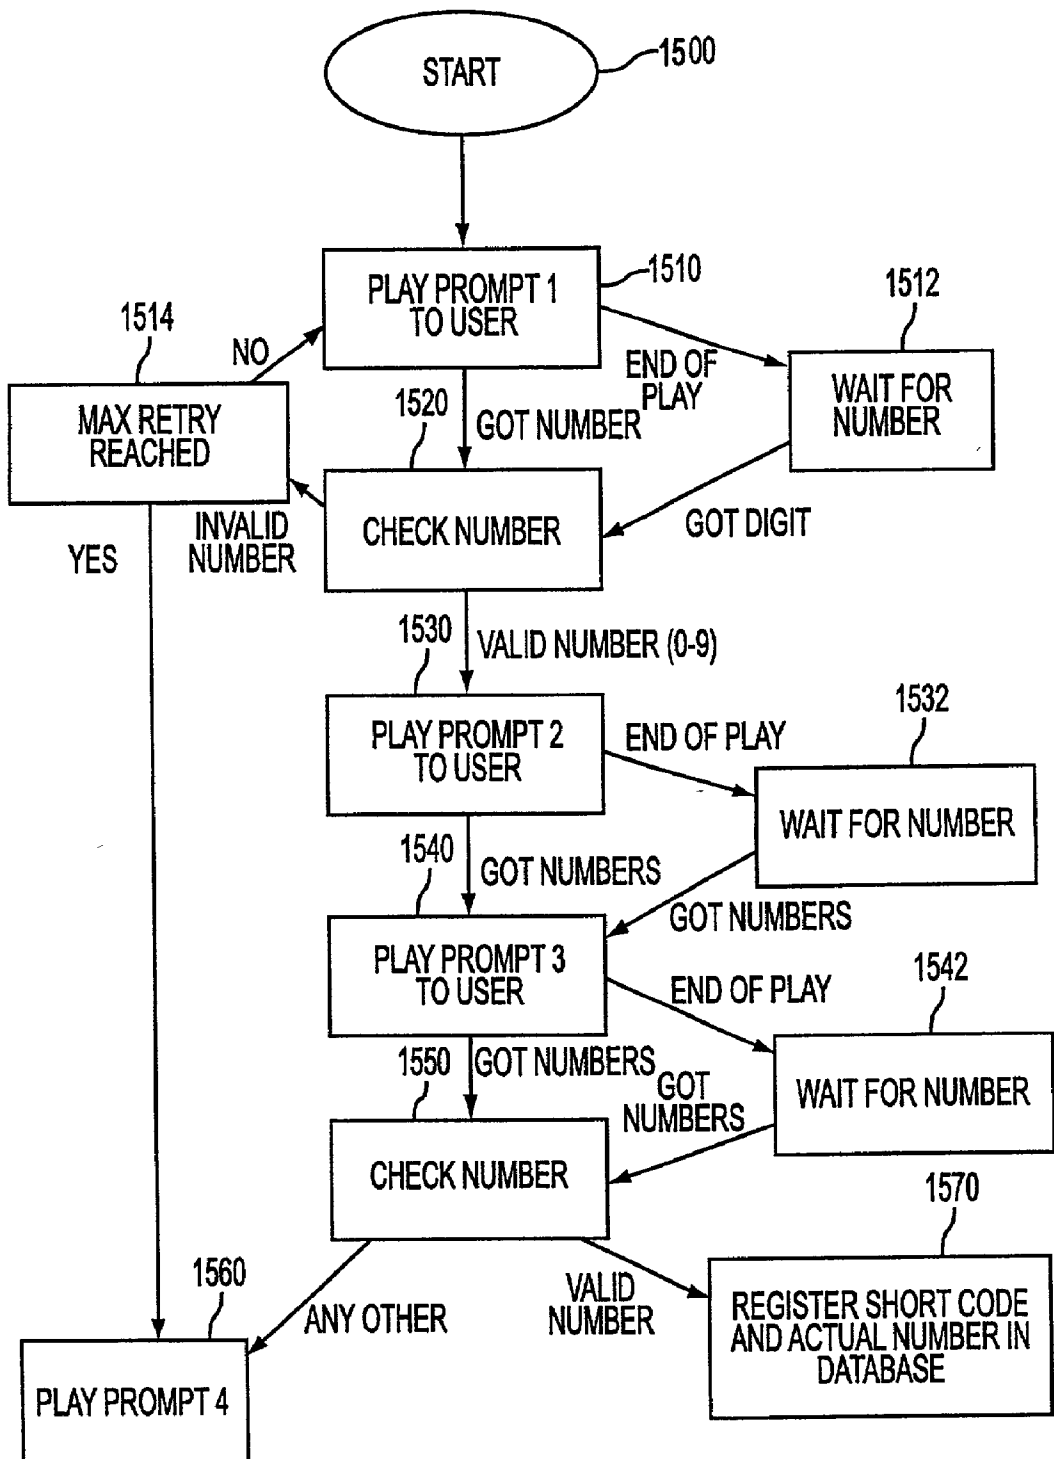 START
1500
PLAY PROMPT 1
TO USER
1510
1512
1514
NO
END OF
PLAY
WAIT FOR
NUMBER
MAX RETRY
REACHED
1520
GOT NUMBER
CHECK NUMBER
GOT DIGIT
INVALID
NUMBER
YES
1530
VALID NUMBER (0-9)
PLAY PROMPT 2
TO USER
END OF PLAY
1532
WAIT FOR NUMBER
1540
GOT NUMBERS
GOT NUMBERS
PLAY PROMPT 3
TO USER
END OF PLAY
1542
WAIT FOR NUMBER
1550
GOT NUMBERS
GOT
NUMBERS
CHECK NUMBER
1570
1560
ANY OTHER
VALID
NUMBER
REGISTER SHORT CODE
AND ACTUAL NUMBER IN
DATABASE
PLAY PROMPT 4